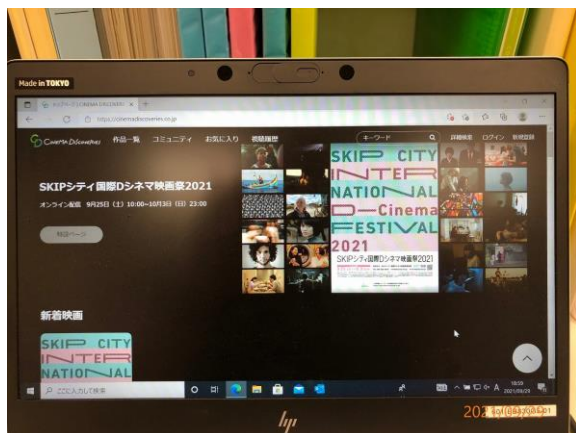 Made in TOKYO
https://cinemadiscoveries.co.jp
CINEMA DISCOVERIES 作品一覧 コミュニティ お気に入り 視聴履歴 キーワード 詳細検索 ログイン 新規登録
SKIPシティ国際Dシネマ映画祭2021
オンライン配信 9月25日（土）10:00～10月3日（日）23:00
特設ページ
SKIP CITY
INTER
NATIONAL
D—Cinema
FESTIVAL
2021
SKIPシティ国際Dシネマ映画祭2021
新着映画
SKIP CITY
INTER
NATIONAL
ここに入力して検索
A
2021/09/29
hp